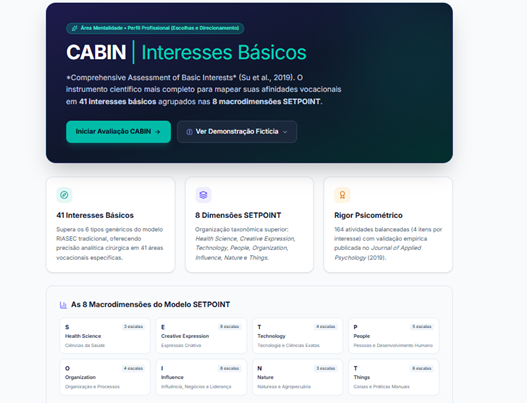 Área Mentalidade • Perfil Profissional (Escolhas e Direcionamento)
CABIN | Interesses Básicos
*Comprehensive Assessment of Basic Interests* (Su et al., 2019). O
instrumento científico mais completo para mapear suas afinidades vocacionais
em 41 interesses básicos agrupados nas 8 macrodimensões SETPOINT.
Iniciar Avaliação CABIN →
Ver Demonstração Fictícia
41 Interesses Básicos
Supera os 6 tipos genéricos do modelo
RIASEC tradicional, oferecendo
precisão analítica cirúrgica em 41 áreas
vocacionais específicas.
8 Dimensões SETPOINT
Organização taxonômica superior:
Health Science, Creative Expression,
Technology, People, Organization,
Influence, Nature e Things.
Rigor Psicométrico
164 atividades balanceadas (4 itens por
interesse) com validação empírica
publicada no Journal of Applied
Psychology (2019).
As 8 Macrodimensões do Modelo SETPOINT
S
3 escalas
Health Science
Ciências da Saúde
E
8 escalas
Creative Expression
Expressão Criativa
T
4 escalas
Technology
Tecnologia e Ciências Exatas
P
5 escalas
People
Pessoas e Desenvolvimento Humano
O
4 escalas
Organization
Organização e Processos
I
8 escalas
Influence
Influência, Negócios e Liderança
N
3 escalas
Nature
Natureza e Agropecuária
T
6 escalas
Things
Coisas e Práticas Manuais